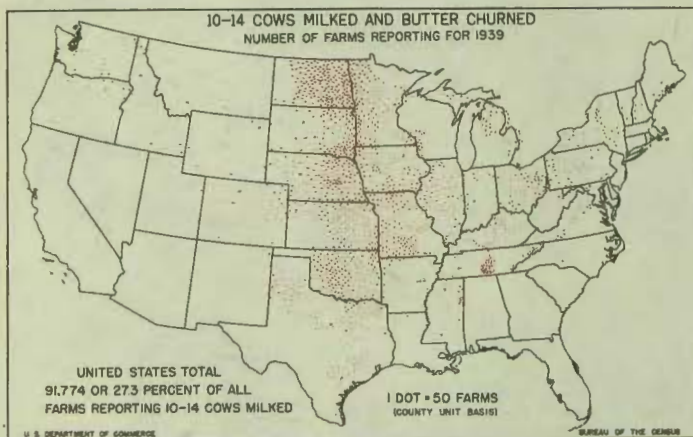 10-14 COWS MILKED AND BUTTER CHURNED
NUMBER OF FARMS REPORTING FOR 1939
UNITED STATES TOTAL
91,774 OR 27.3 PERCENT OF ALL
FARMS REPORTING 10-14 COWS MILKED
1 DOT = 50 FARMS
(COUNTY UNIT BASIS)
U. S. DEPARTMENT OF COMMERCE
BUREAU OF THE CENSUS